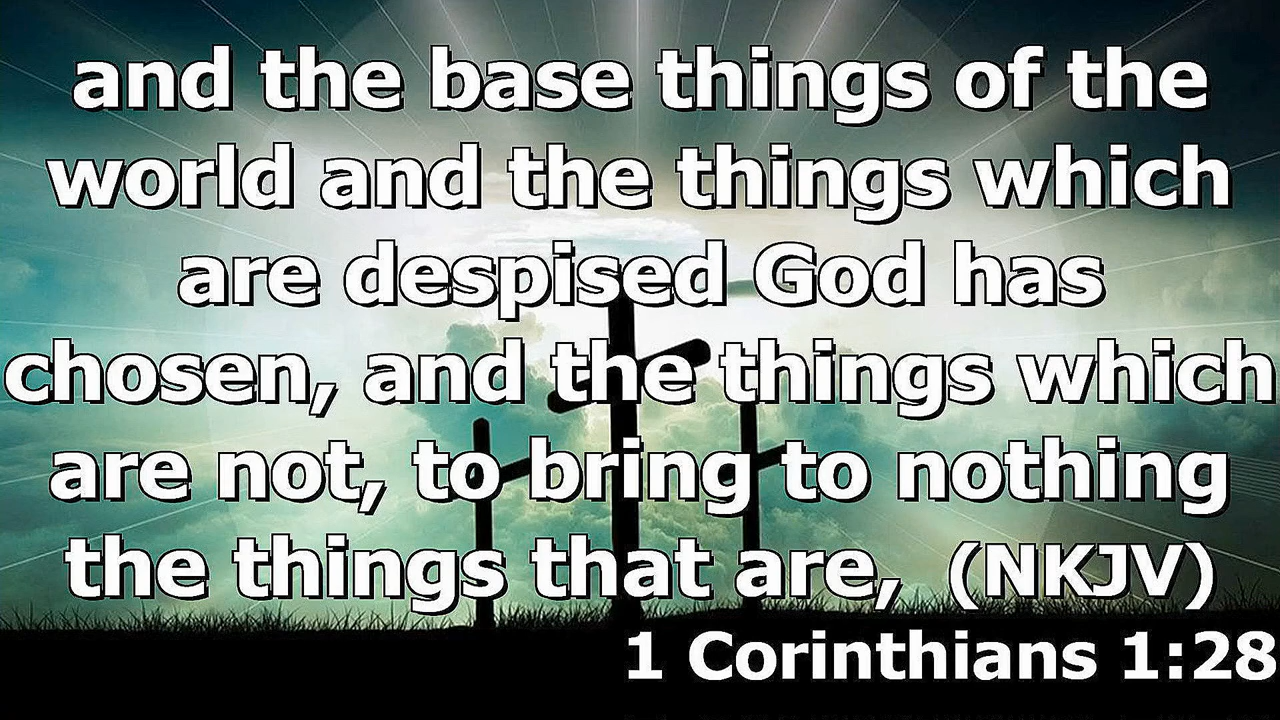 and the base things of the
world and the things which
are despised God has
chosen, and the things which
are not, to bring to nothing
the things that are, (NKJV)
1 Corinthians 1:28